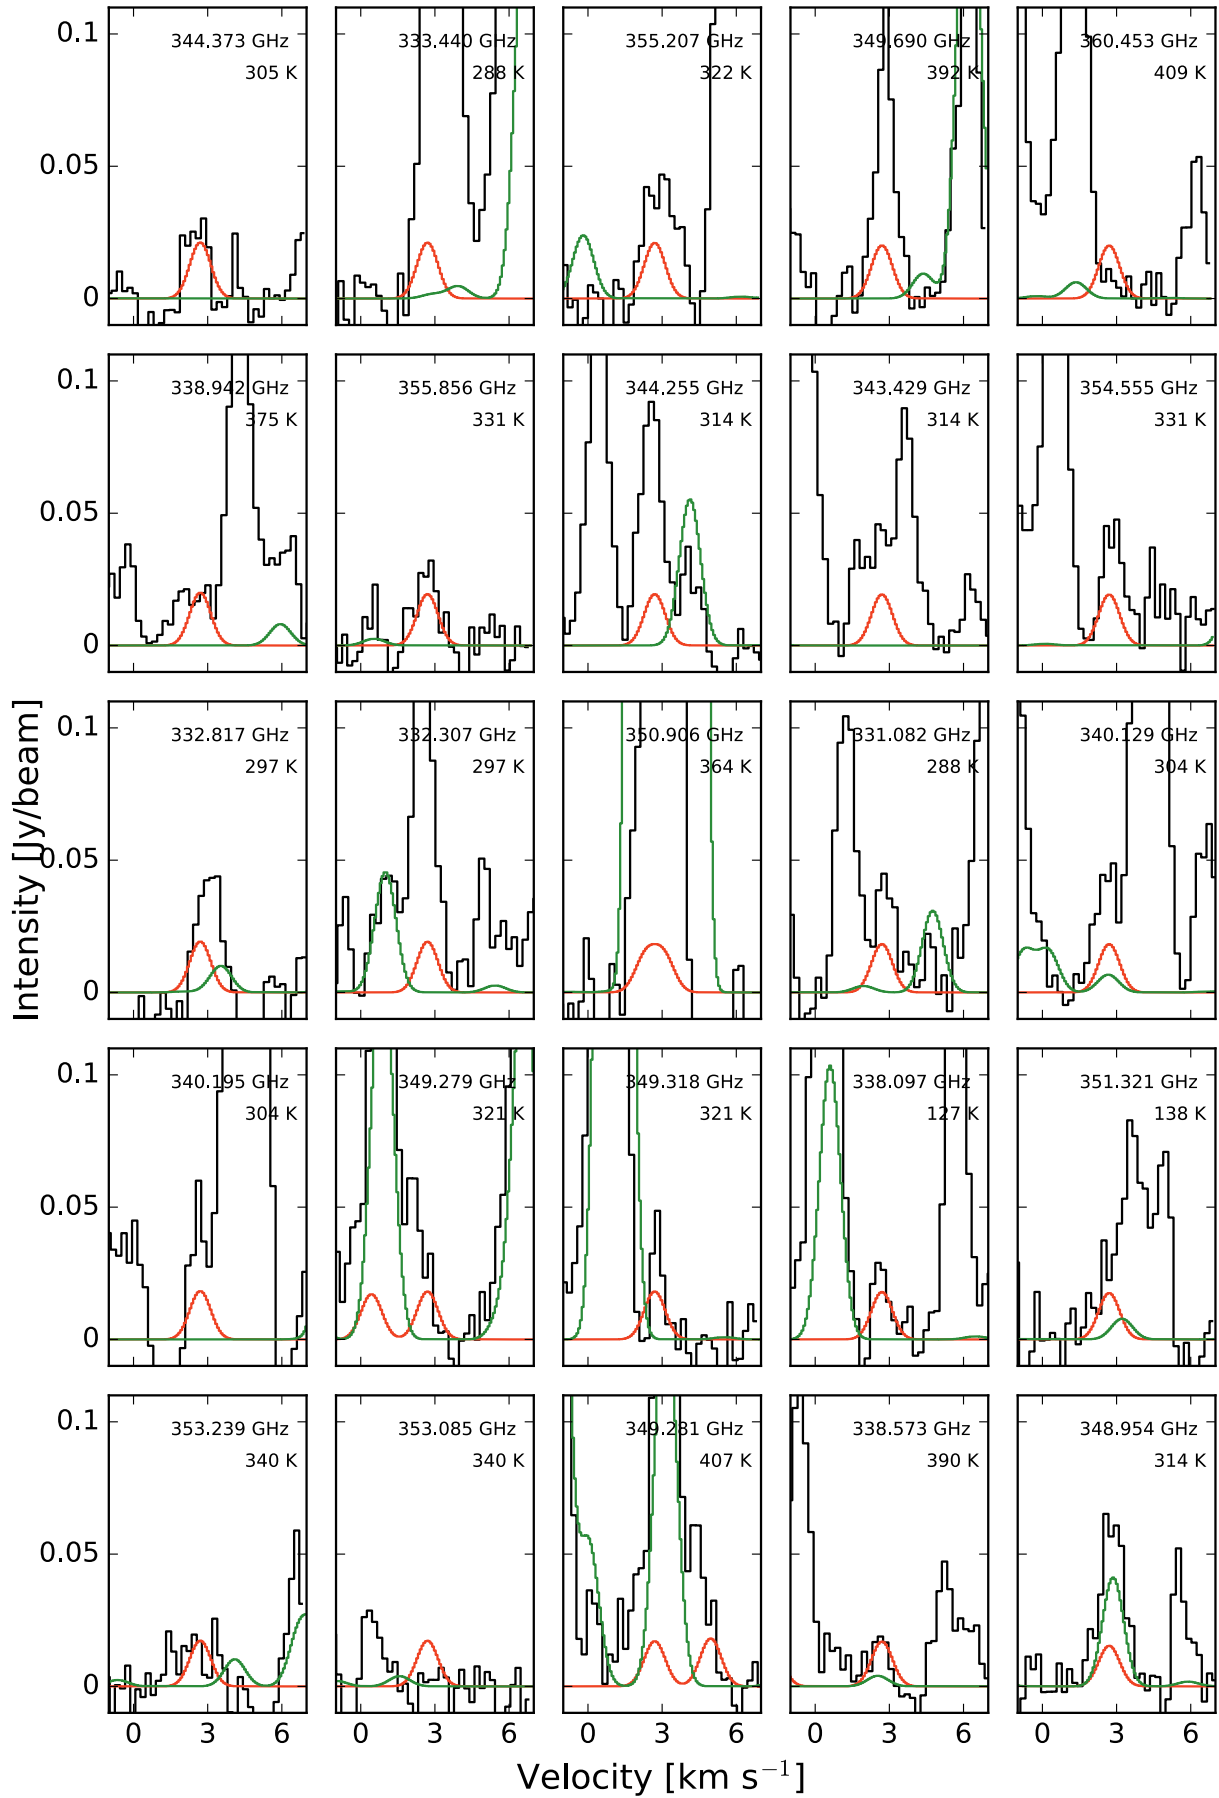 0.1
344.373 GHz
305 K
333.440 GHz
288 K
355.207 GHz
322 K
349.690 GHz
392 K
360.453 GHz
409 K
0.05
0
0.1
338.942 GHz
375 K
355.856 GHz
331 K
344.255 GHz
314 K
343.429 GHz
314 K
354.555 GHz
331 K
0.05
0
Intensity [Jy/beam]
0.1
332.817 GHz
297 K
332.307 GHz
297 K
350.906 GHz
364 K
331.082 GHz
288 K
340.129 GHz
304 K
0.05
0
0.1
340.195 GHz
304 K
349.279 GHz
321 K
349.318 GHz
321 K
338.097 GHz
127 K
351.321 GHz
138 K
0.05
0
0.1
353.239 GHz
340 K
353.085 GHz
340 K
349.281 GHz
407 K
338.573 GHz
390 K
348.954 GHz
314 K
0.05
0
0 3 6 0 3 6 0 3 6 0 3 6 0 3 6
Velocity [km s⁻¹]